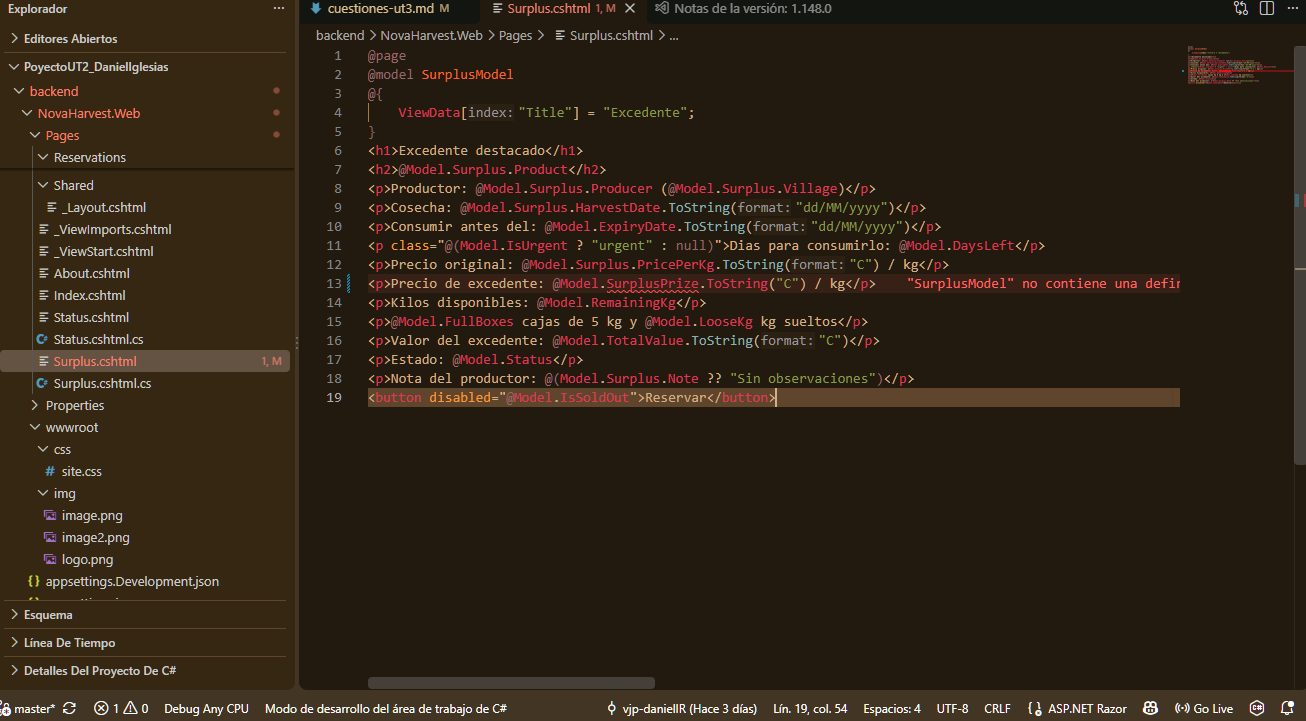 Explorador
···
cuestiones-ut3.md M
Surplus.cshtml 1, M
Notas de la versión: 1.148.0
···
Editores Abiertos
PoyectoUT2_DanielIglesias
backend
NovaHarvest.Web
Pages
Reservations
Shared
_Layout.cshtml
_ViewImports.cshtml
_ViewStart.cshtml
About.cshtml
Index.cshtml
Status.cshtml
Status.cshtml.cs
Surplus.cshtml 1, M
Surplus.cshtml.cs
Properties
wwwroot
css
# site.css
img
image.png
image2.png
logo.png
{} appsettings.Development.json
Esquema
Línea De Tiempo
Detalles Del Proyecto De C#
backend > NovaHarvest.Web > Pages > Surplus.cshtml > ...
1 @page
2 @model SurplusModel
3 @{
4 ViewData[index: "Title"] = "Excedente";
5 }
6 <h1>Excedente destacado</h1>
7 <h2>@Model.Surplus.Product</h2>
8 <p>Productor: @Model.Surplus.Producer (@Model.Surplus.Village)</p>
9 <p>Cosecha: @Model.Surplus.HarvestDate.ToString(format: "dd/MM/yyyy")</p>
10 <p>Consumir antes del: @Model.ExpiryDate.ToString(format: "dd/MM/yyyy")</p>
11 <p class="@(Model.IsUrgent ? "urgent" : null)">Dias para consumirlo: @Model.DaysLeft</p>
12 <p>Precio original: @Model.Surplus.PricePerKg.ToString(format: "C") / kg</p>
13 <p>Precio de excedente: @Model.SurplusPrize.ToString("C") / kg</p> "SurplusModel" no contiene una defin
14 <p>Kilos disponibles: @Model.RemainingKg</p>
15 <p>@Model.FullBoxes cajas de 5 kg y @Model.LooseKg kg sueltos</p>
16 <p>Valor del excedente: @Model.TotalValue.ToString(format: "C")</p>
17 <p>Estado: @Model.Status</p>
18 <p>Nota del productor: @(Model.Surplus.Note ?? "Sin observaciones")</p>
19 <button disabled="@Model.IsSoldOut">Reservar</button>
master* 1 0 Debug Any CPU Modo de desarrollo del área de trabajo de C# vjp-danielIR (Hace 3 días) Lín. 19, col. 54 Espacios: 4 UTF-8 CRLF {} ASP.NET Razor Go Live